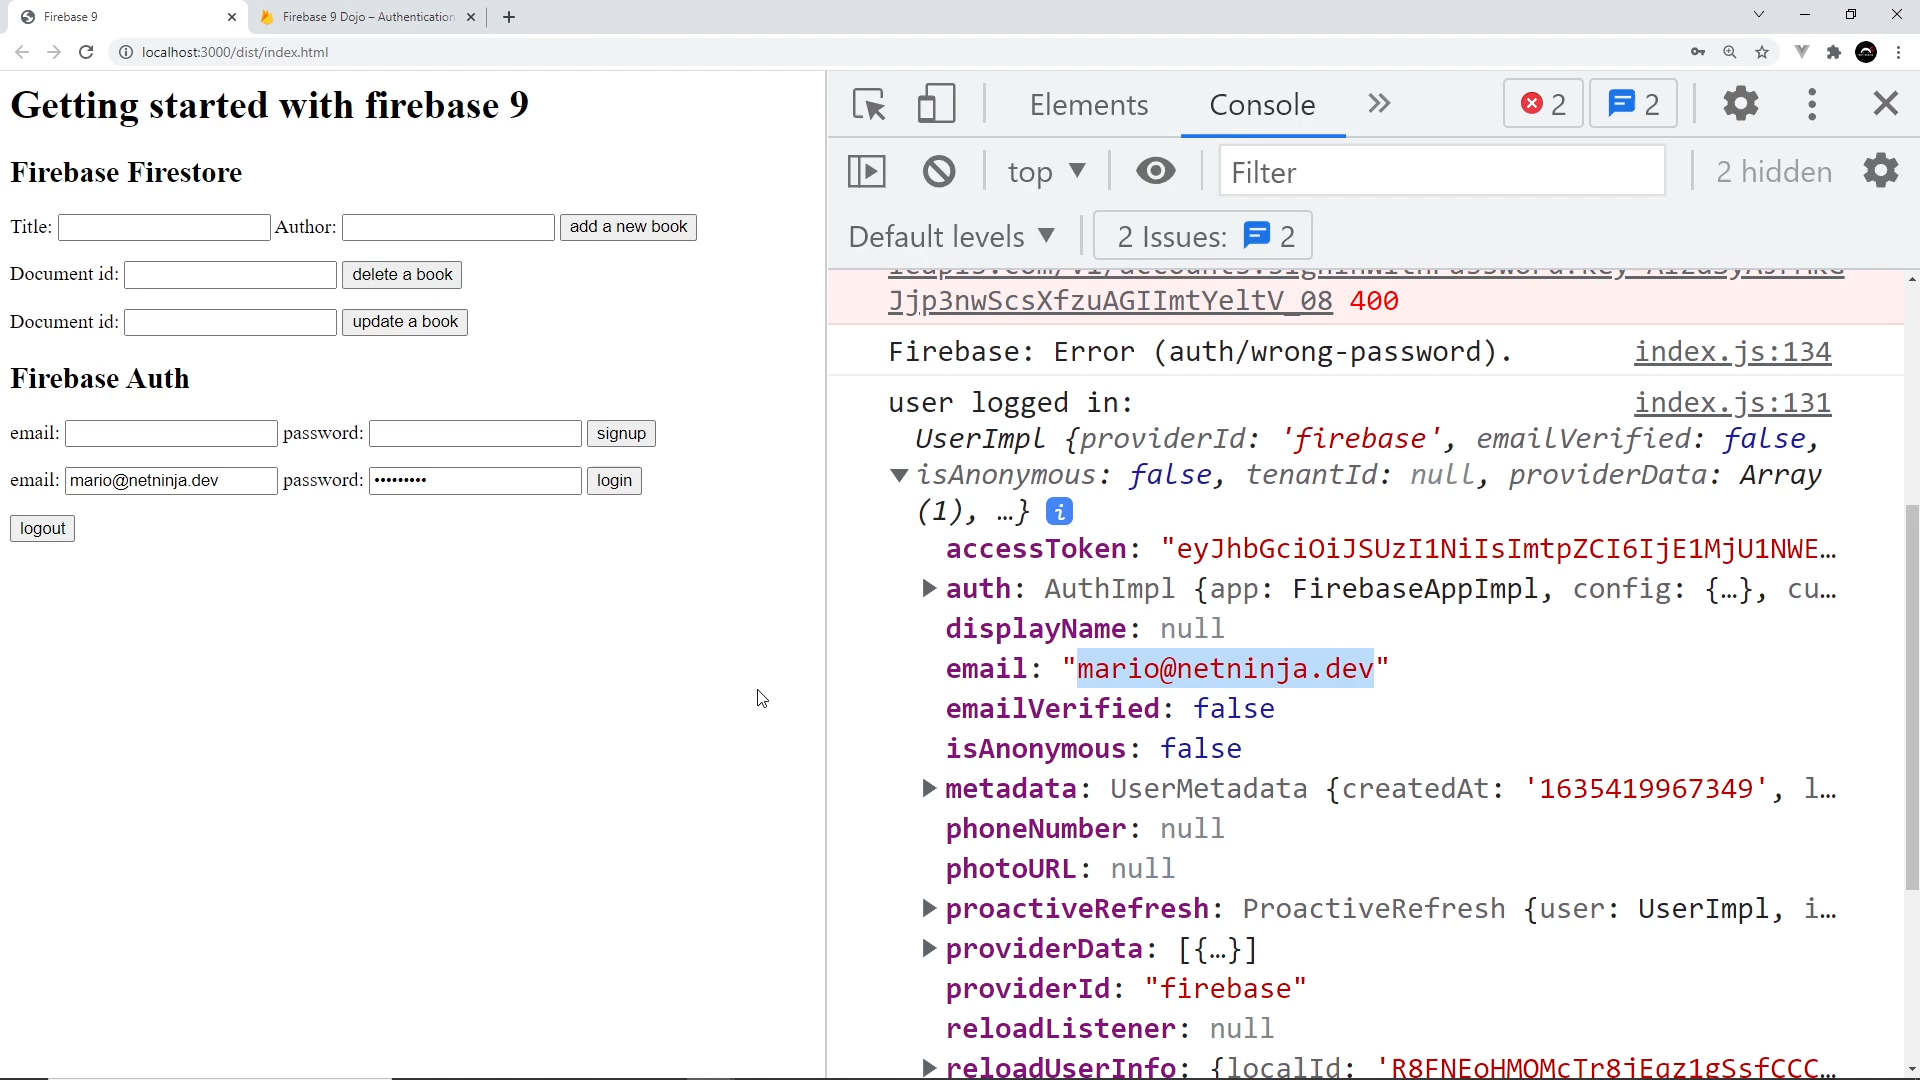 Firebase 9
Firebase 9 Dojo – Authentication
localhost:3000/dist/index.html
Getting started with firebase 9
Firebase Firestore
Title: Author: add a new book
Document id: delete a book
Document id: update a book
Firebase Auth
email: password: signup
email: mario@netninja.dev password: ••••••••• login
logout
Elements Console 2 2
top Filter 2 hidden
Default levels 2 Issues: 2
Jjp3nwScsXfzuAGIImtYeltV_08 400
Firebase: Error (auth/wrong-password). index.js:134
user logged in: index.js:131
UserImpl {providerId: 'firebase', emailVerified: false,
isAnonymous: false, tenantId: null, providerData: Array
(1), …} i
accessToken: "eyJhbGciOiJSUzI1NiIsImtpZCI6IjE1MjU1NWE…
auth: AuthImpl {app: FirebaseAppImpl, config: {…}, cu…
displayName: null
email: "mario@netninja.dev"
emailVerified: false
isAnonymous: false
metadata: UserMetadata {createdAt: '1635419967349', l…
phoneNumber: null
photoURL: null
proactiveRefresh: ProactiveRefresh {user: UserImpl, i…
providerData: [{…}]
providerId: "firebase"
reloadListener: null
reloadUserInfo: {localId: 'R8FNEoHMOMcTr8jEqz1gSsfCCC…